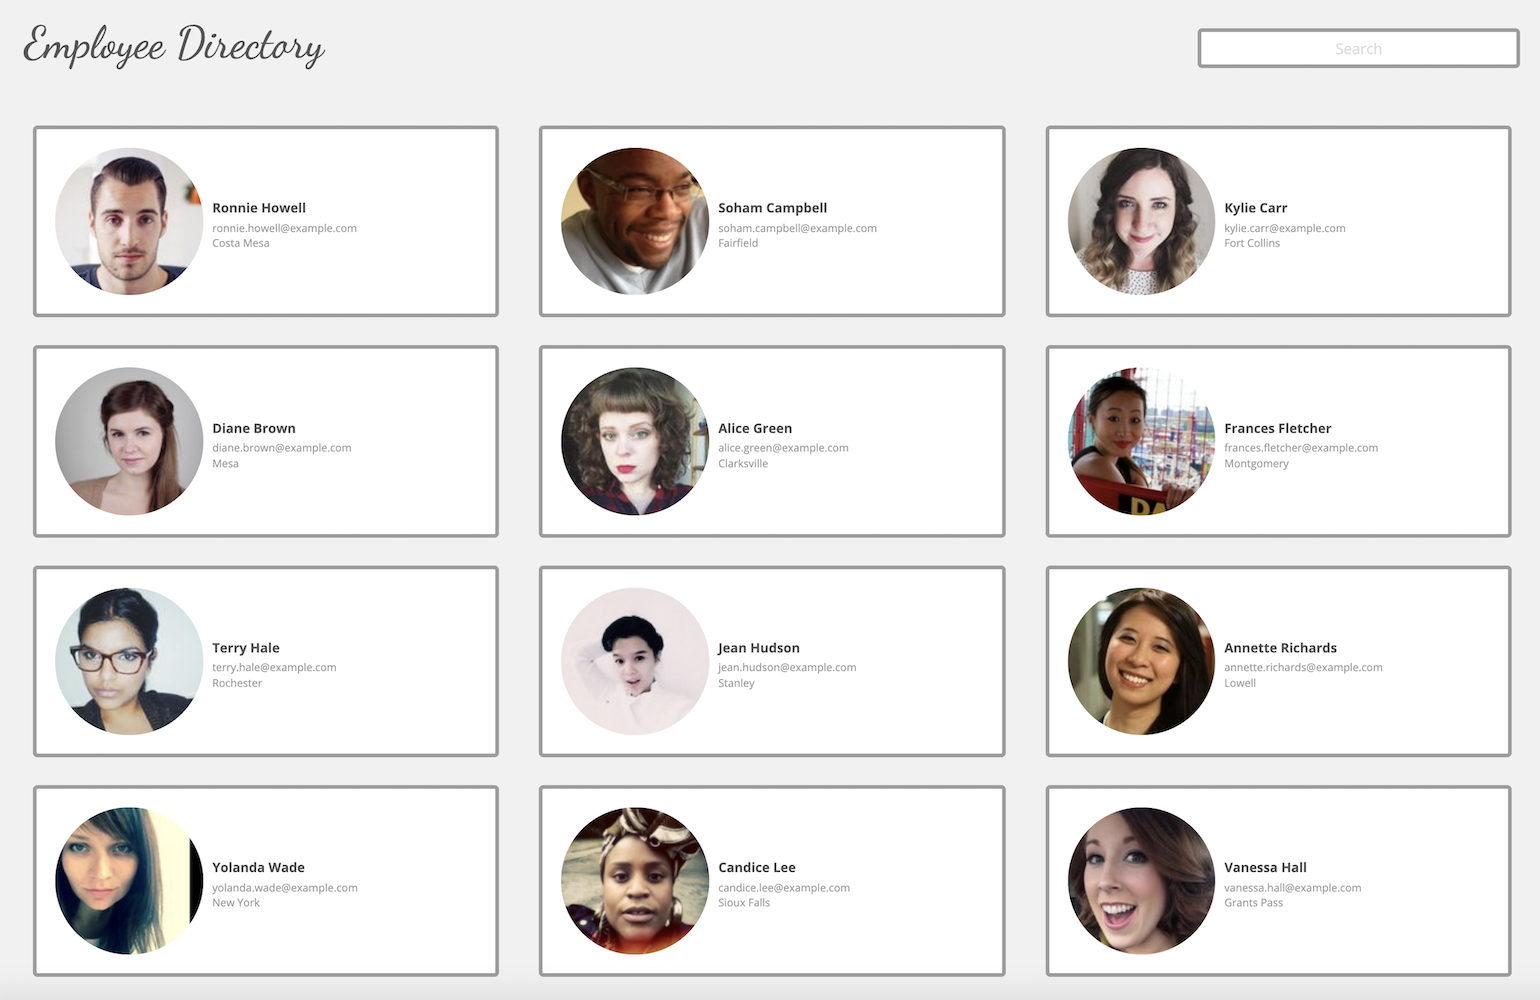 Employee Directory
Search
Ronnie Howell
ronnie.howell@example.com
Costa Mesa
Soham Campbell
soham.campbell@example.com
Fairfield
Kylie Carr
kylie.carr@example.com
Fort Collins
Diane Brown
diane.brown@example.com
Mesa
Alice Green
alice.green@example.com
Clarksville
Frances Fletcher
frances.fletcher@example.com
Montgomery
Terry Hale
terry.hale@example.com
Rochester
Jean Hudson
jean.hudson@example.com
Stanley
Annette Richards
annette.richards@example.com
Lowell
Yolanda Wade
yolanda.wade@example.com
New York
Candice Lee
candice.lee@example.com
Sioux Falls
Vanessa Hall
vanessa.hall@example.com
Grants Pass